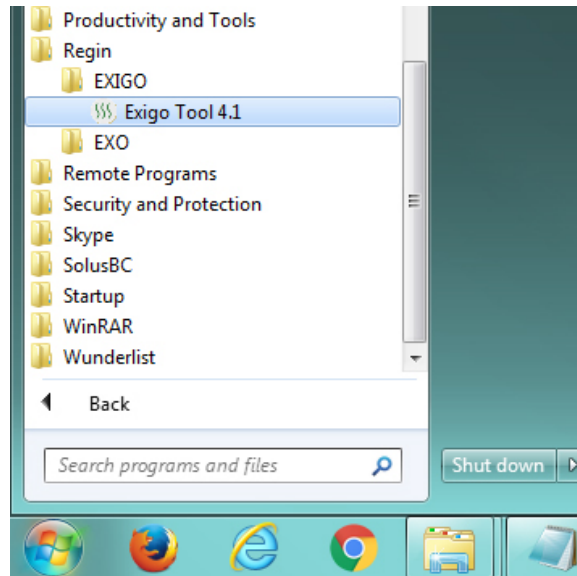 Productivity and Tools
Regin
EXIGO
Exigo Tool 4.1
EXO
Remote Programs
Security and Protection
Skype
SolusBC
Startup
WinRAR
Wunderlist
Back
Search programs and files
Shut down